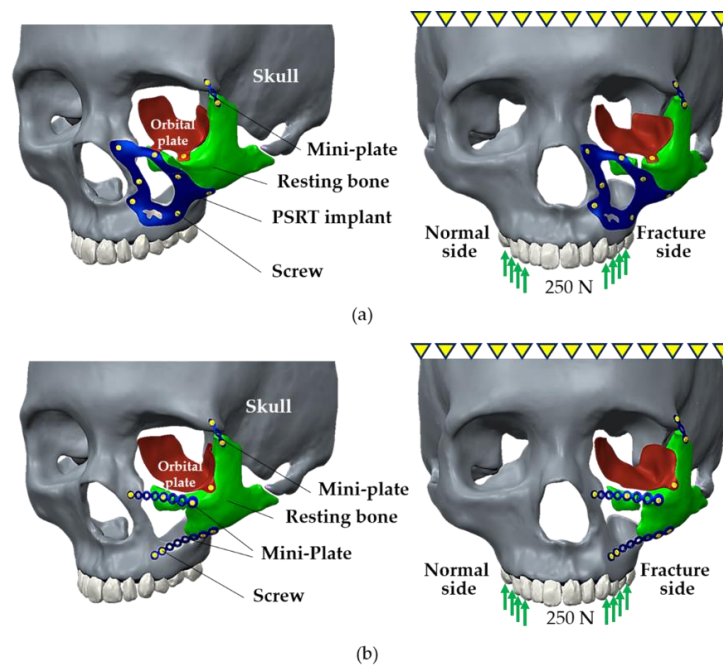 Skull
Orbital
plate
Mini-plate
Resting bone
PSRT implant
Screw
Normal
side
Fracture
side
250 N
(a)
Skull
Orbital
plate
Mini-plate
Resting bone
Mini-Plate
Screw
Normal
side
Fracture
side
250 N
(b)